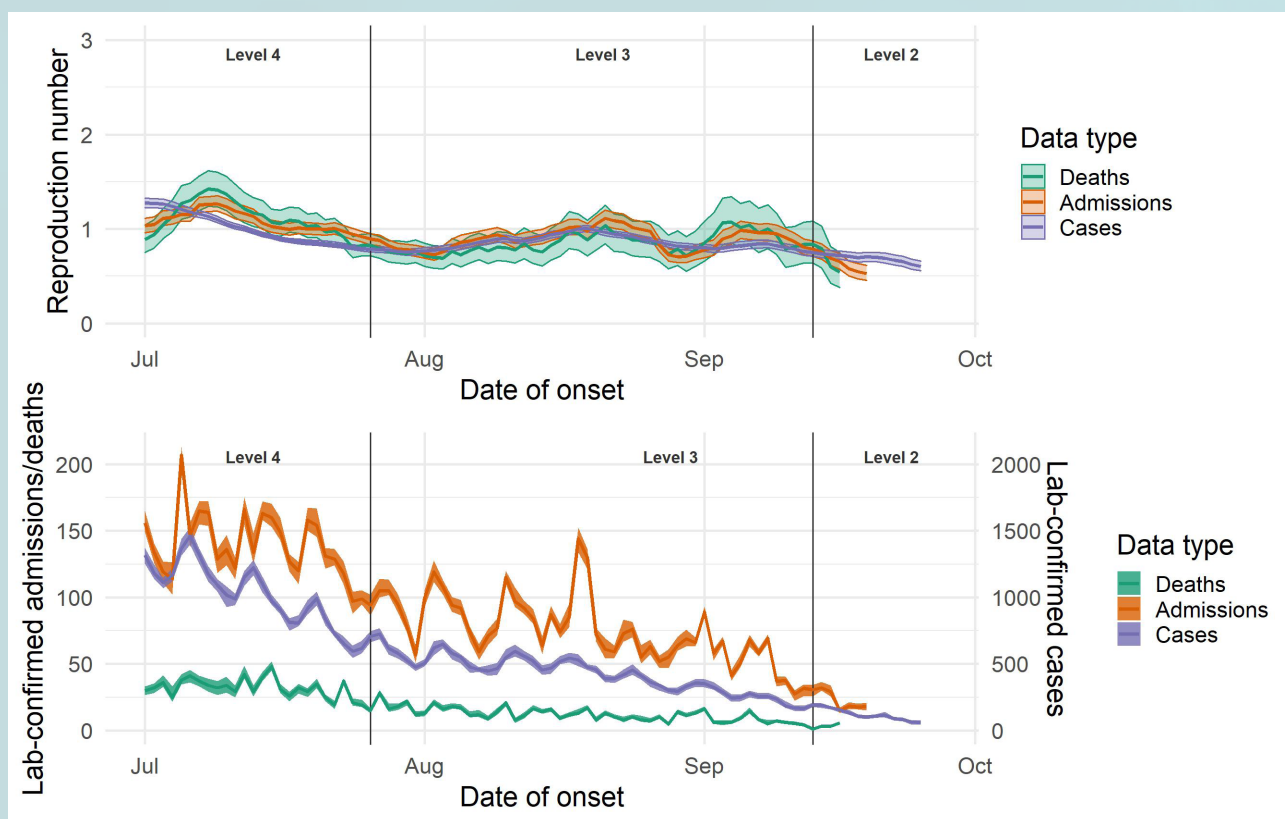 Reproduction number
3
2
1
0
Level 4
Level 3
Level 2
Jul
Aug
Sep
Oct
Date of onset
Data type
Deaths
Admissions
Cases
Lab-confirmed admissions/deaths
200
150
100
50
0
Level 4
Level 3
Level 2
2000
1500
1000
500
0
Lab-confirmed cases
Jul
Aug
Sep
Oct
Date of onset
Data type
Deaths
Admissions
Cases